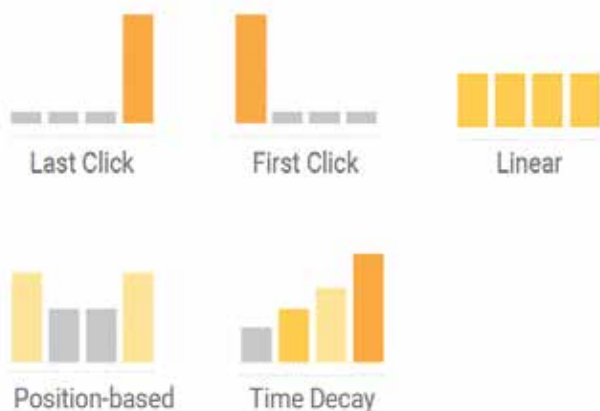 Last Click
First Click
Linear
Position-based
Time Decay